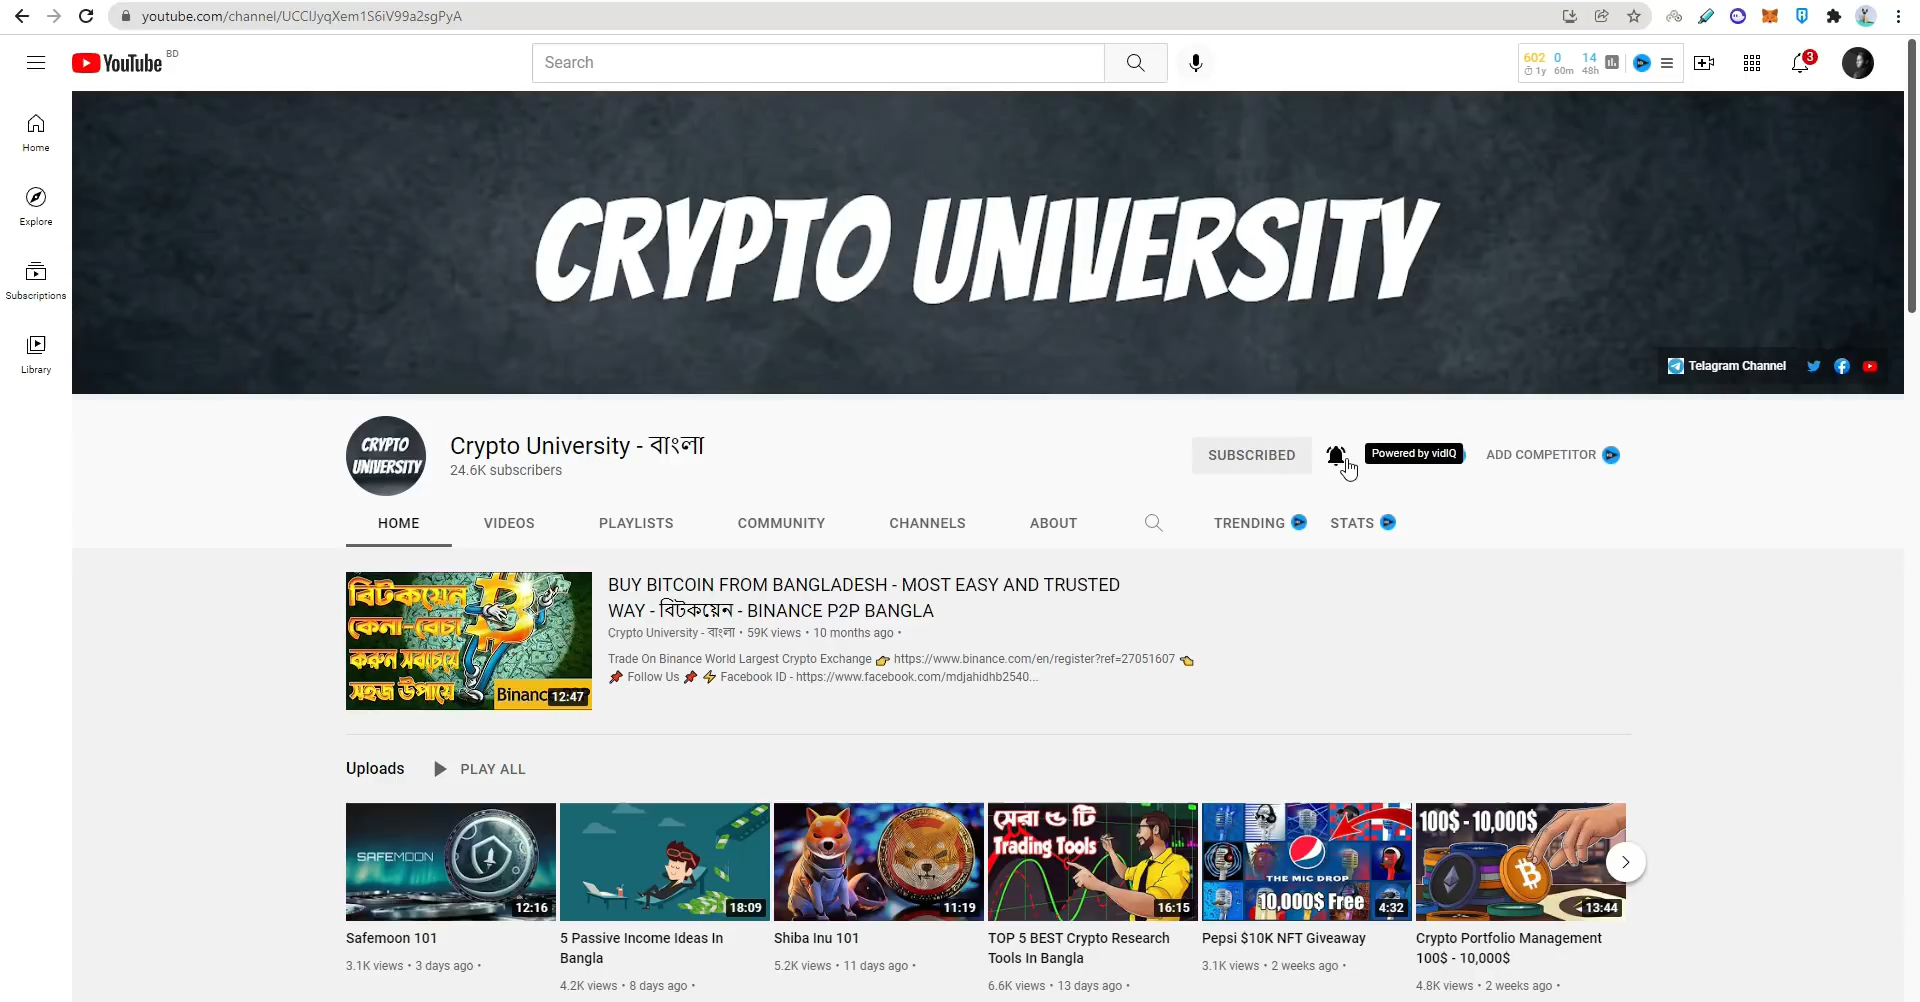 youtube.com/channel/UCCIJyqXem1S6iV99a2sgPyA
YouTube BD
Search
602 0 14
1y 60m 48h
3
Home
Explore
Subscriptions
Library
CRYPTO UNIVERSITY
Telagram Channel
CRYPTO
UNIVERSITY
Crypto University - বাংলা
24.6K subscribers
SUBSCRIBED
Powered by vidIQ
ADD COMPETITOR
HOME VIDEOS PLAYLISTS COMMUNITY CHANNELS ABOUT TRENDING STATS
বিটকয়েন
কেনা-বেচা
করুন সবচেয়ে
সহজ উপায়ে
Binanc
12:47
BUY BITCOIN FROM BANGLADESH - MOST EASY AND TRUSTED
WAY - বিটকয়েন - BINANCE P2P BANGLA
Crypto University - বাংলা • 59K views • 10 months ago •
Trade On Binance World Largest Crypto Exchange 👉 https://www.binance.com/en/register?ref=27051607 👈
📌 Follow Us 📌 ⚡ Facebook ID - https://www.facebook.com/mdjahidhb2540...
Uploads PLAY ALL
SAFEMOON
12:16
18:09
11:19
সেরা ৫ টি
Trading Tools
16:15
THE MIC DROP
10,000$ Free
4:32
100$ - 10,000$
13:44
Safemoon 101
3.1K views • 3 days ago •
5 Passive Income Ideas In
Bangla
4.2K views • 8 days ago •
Shiba Inu 101
5.2K views • 11 days ago •
TOP 5 BEST Crypto Research
Tools In Bangla
6.6K views • 13 days ago •
Pepsi $10K NFT Giveaway
3.1K views • 2 weeks ago •
Crypto Portfolio Management
100$ - 10,000$
4.8K views • 2 weeks ago •